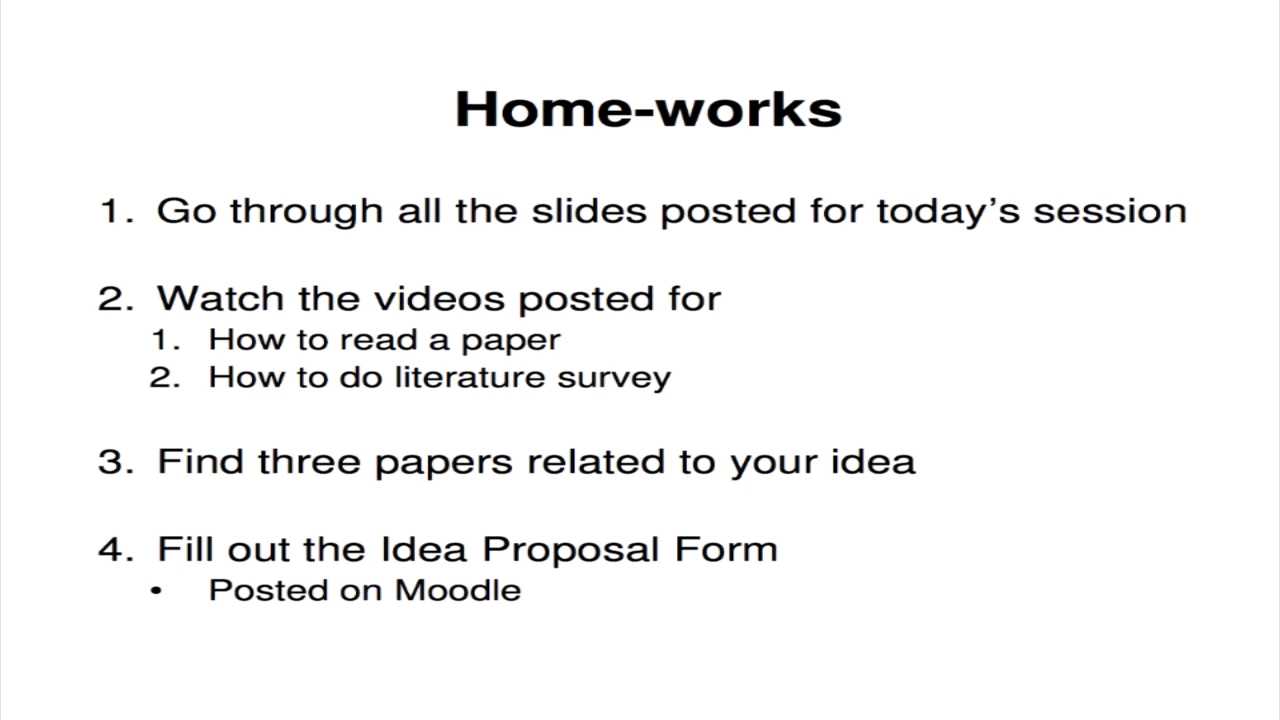 Home-works
1. Go through all the slides posted for today’s session
2. Watch the videos posted for
1. How to read a paper
2. How to do literature survey
3. Find three papers related to your idea
4. Fill out the Idea Proposal Form
• Posted on Moodle